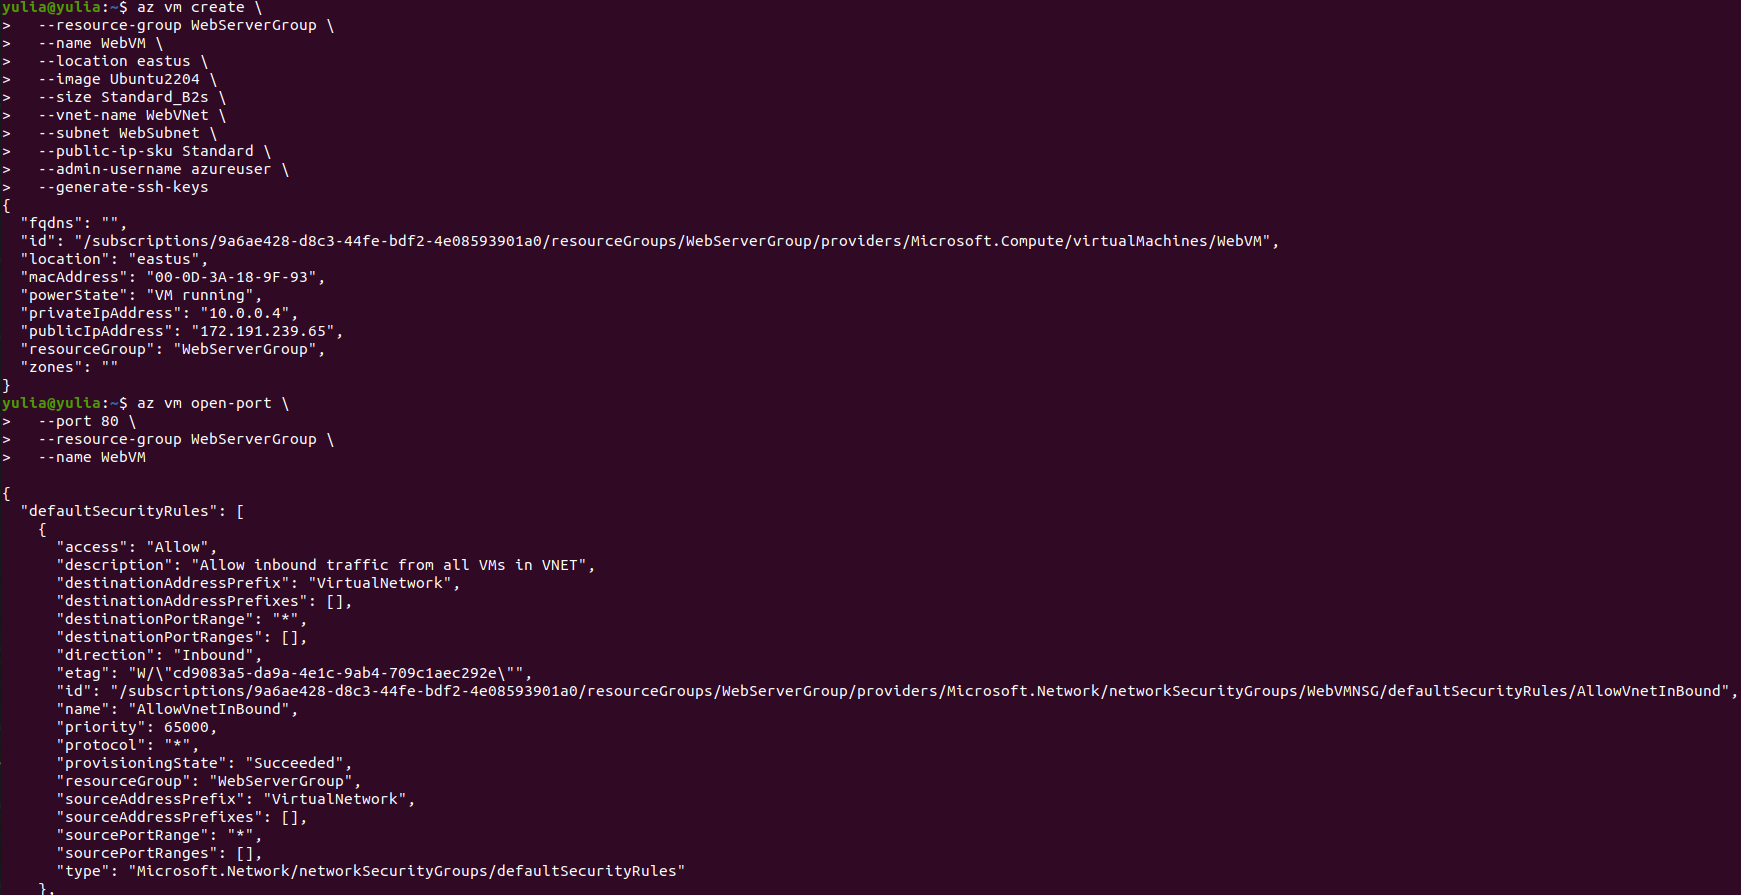 yulia@yulia:~$ az vm create \
>   --resource-group WebServerGroup \
>   --name WebVM \
>   --location eastus \
>   --image Ubuntu2204 \
>   --size Standard_B2s \
>   --vnet-name WebVNet \
>   --subnet WebSubnet \
>   --public-ip-sku Standard \
>   --admin-username azureuser \
>   --generate-ssh-keys
{
  "fqdns": "",
  "id": "/subscriptions/9a6ae428-d8c3-44fe-bdf2-4e08593901a0/resourceGroups/WebServerGroup/providers/Microsoft.Compute/virtualMachines/WebVM",
  "location": "eastus",
  "macAddress": "00-0D-3A-18-9F-93",
  "powerState": "VM running",
  "privateIpAddress": "10.0.0.4",
  "publicIpAddress": "172.191.239.65",
  "resourceGroup": "WebServerGroup",
  "zones": ""
}
yulia@yulia:~$ az vm open-port \
>   --port 80 \
>   --resource-group WebServerGroup \
>   --name WebVM

{
  "defaultSecurityRules": [
    {
      "access": "Allow",
      "description": "Allow inbound traffic from all VMs in VNET",
      "destinationAddressPrefix": "VirtualNetwork",
      "destinationAddressPrefixes": [],
      "destinationPortRange": "*",
      "destinationPortRanges": [],
      "direction": "Inbound",
      "etag": "W/\"cd9083a5-da9a-4e1c-9ab4-709c1aec292e\"",
      "id": "/subscriptions/9a6ae428-d8c3-44fe-bdf2-4e08593901a0/resourceGroups/WebServerGroup/providers/Microsoft.Network/networkSecurityGroups/WebVMNSG/defaultSecurityRules/AllowVnetInBound",
      "name": "AllowVnetInBound",
      "priority": 65000,
      "protocol": "*",
      "provisioningState": "Succeeded",
      "resourceGroup": "WebServerGroup",
      "sourceAddressPrefix": "VirtualNetwork",
      "sourceAddressPrefixes": [],
      "sourcePortRange": "*",
      "sourcePortRanges": [],
      "type": "Microsoft.Network/networkSecurityGroups/defaultSecurityRules"
    },